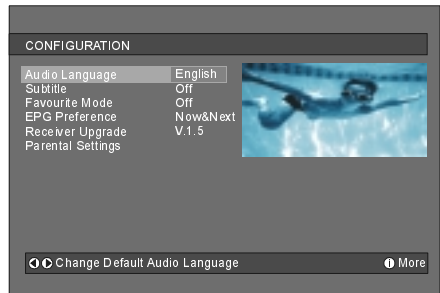 CONFIGURATION
Audio Language English
Subtitle Off
Favourite Mode Off
EPG Preference Now&Next
Receiver Upgrade V.1.5
Parental Settings
Change Default Audio Language i More